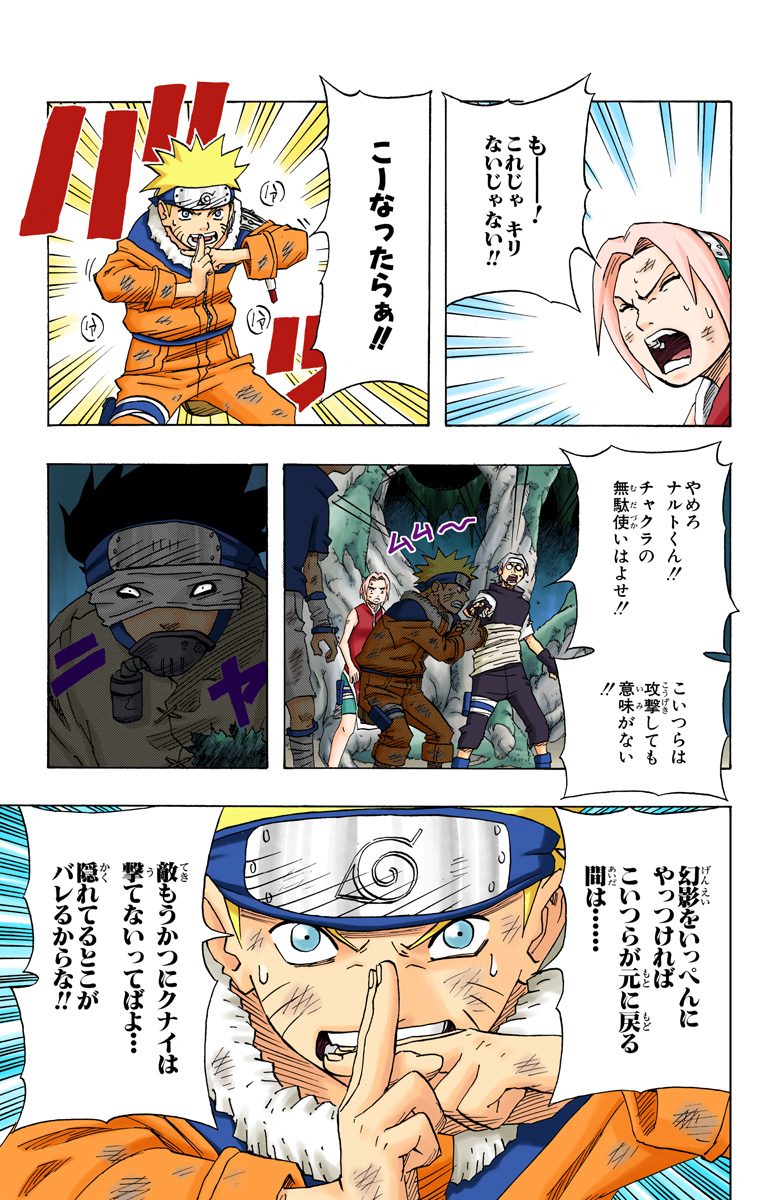 もーー！
これじゃ キリ
ないじゃ
ない!!
こーなったらぁ!!
バッ
やめろ
ナルトくん!!
チャクラの
無駄使いはよせ!!
こいつらは
攻撃しても
意味がない
!!
ムム～
ニヤ
幻影をいっぺんに
やっつければ
こいつらが元に戻る
間は……
敵もうかつにクナイは
撃てないってばよ…
隠れてるとこが
バレるからな!!